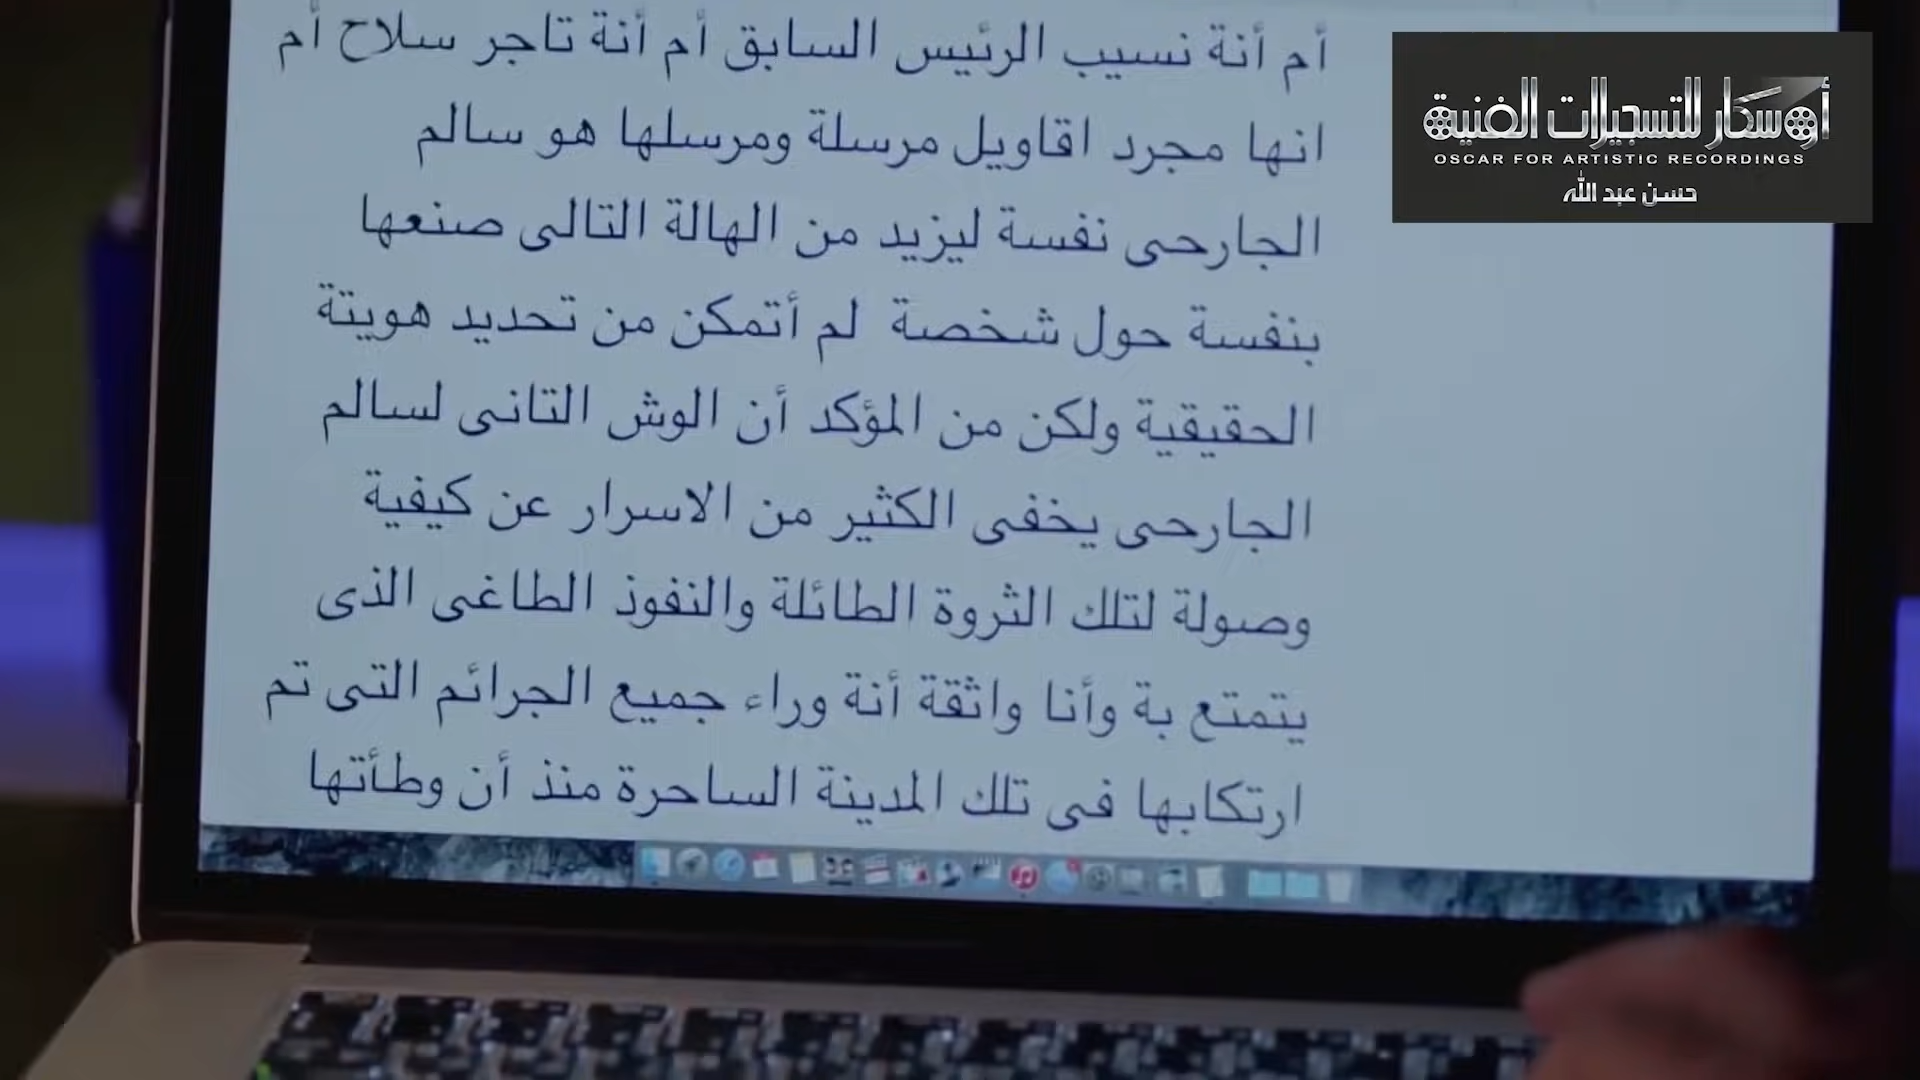 أم أنة نسيب الرئيس السابق أم أنة تاجر سلاح أم
انها مجرد اقاويل مرسلة ومرسلها هو سالم
الجارحى نفسة ليزيد من الهالة التالى صنعها
بنفسة حول شخصة لم أتمكن من تحديد هويتة
الحقيقية ولكن من المؤكد أن الوش التانى لسالم
الجارحى يخفى الكثير من الاسرار عن كيفية
وصولة لتلك الثروة الطائلة والنفوذ الطاغى الذى
يتمتع بة وأنا واثقة أنة وراء جميع الجرائم التى تم
ارتكابها فى تلك المدينة الساحرة منذ أن وطأتها
أوسكار للتسجيلات الفنية
OSCAR FOR ARTISTIC RECORDINGS
حسن عبد الله